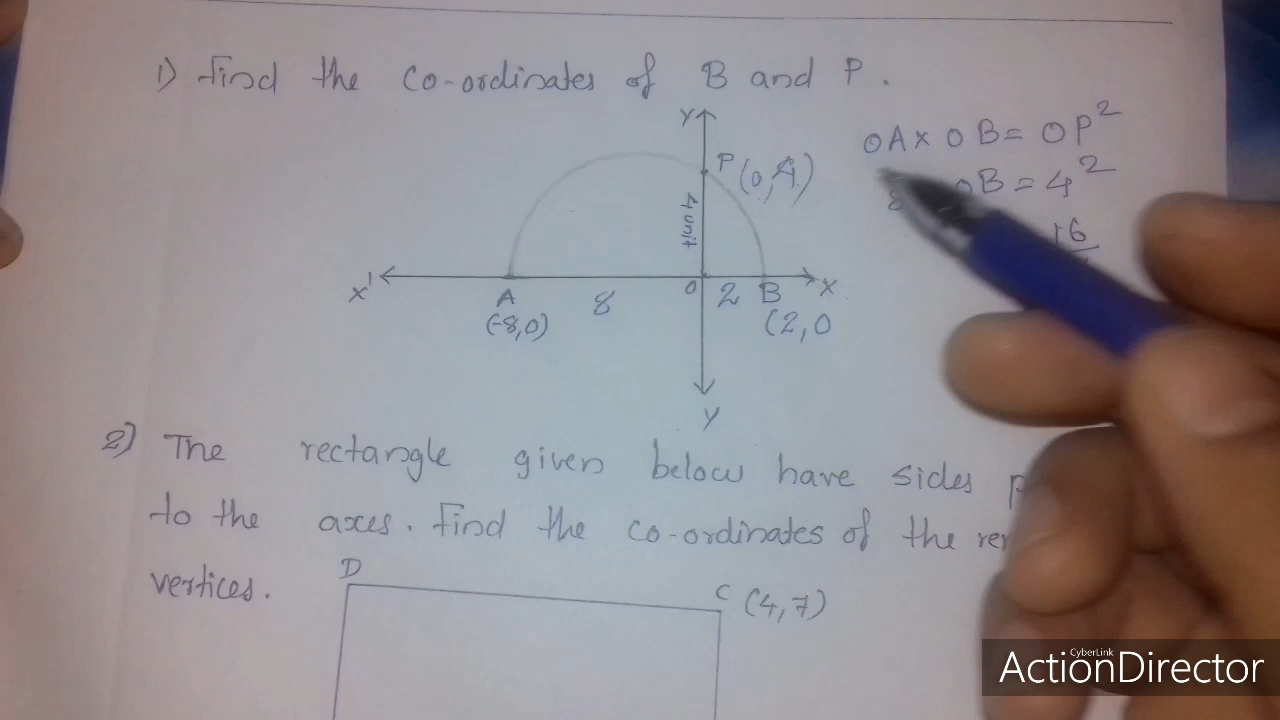 1) Find the co-ordinates of B and P.
Y
P (0,4)
4 unit
X'
A
8
O
2
B
X
(-8,0)
(2,0
Y
OA x OB = OP²
8 OB = 4²
16
2) The rectangle given below have sides
to the axes. Find the co-ordinates of the
vertices.
D
C (4,7)
CyberLink
ActionDirector